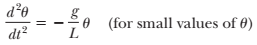 d²θ/dt² = − g/L θ (for small values of θ)